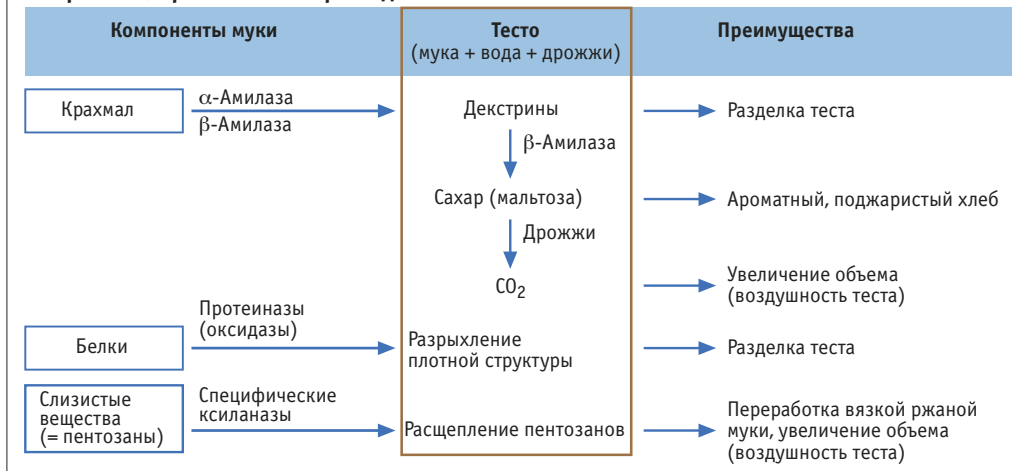 Компоненты муки
Тесто
(мука + вода + дрожжи)
Преимущества
Крахмал
α-Амилаза
β-Амилаза
Декстрины
Разделка теста
β-Амилаза
Сахар (мальтоза)
Ароматный, поджаристый хлеб
Дрожжи
CO2
Увеличение объема
(воздушность теста)
Белки
Протеиназы
(оксидазы)
Разрыхление
плотной структуры
Разделка теста
Слизистые
вещества
(= пентозаны)
Специфические
ксиланазы
Расщепление пентозанов
Переработка вязкой ржаной
муки, увеличение объема
(воздушность теста)